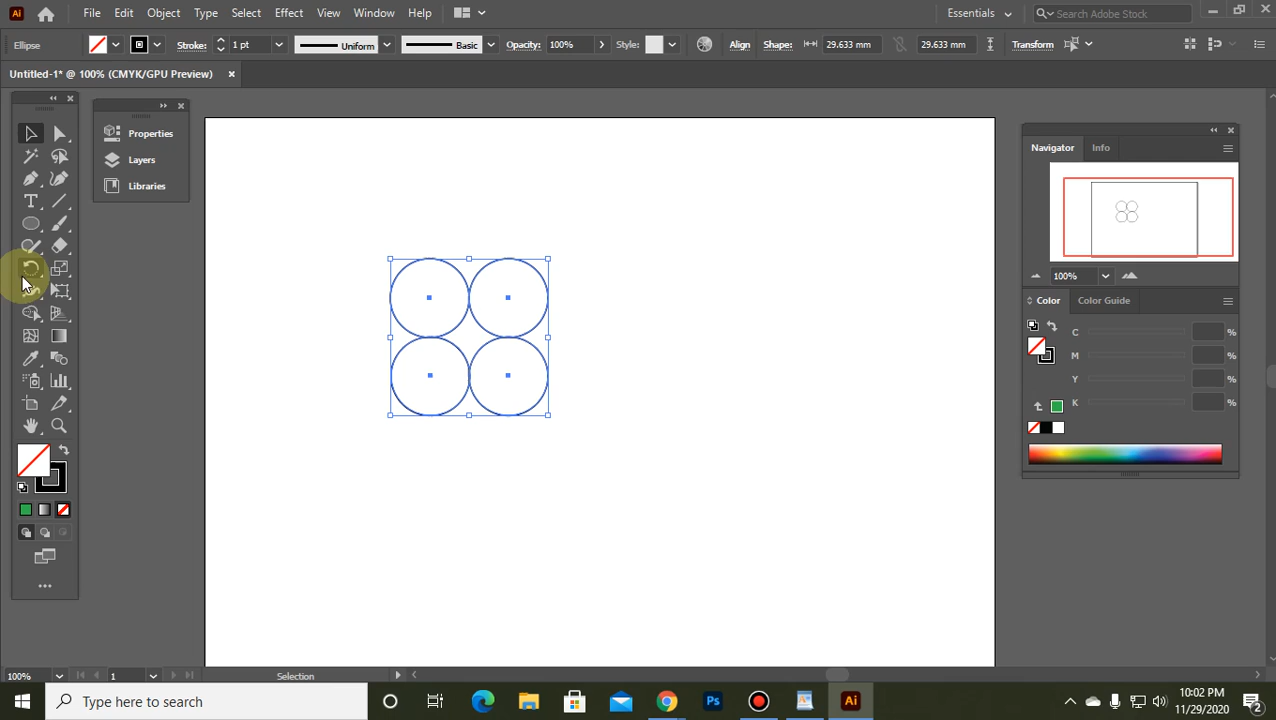 Ai File Edit Object Type Select Effect View Window Help Essentials Search Adobe Stock
Ellipse Stroke: 1 pt Uniform Basic Opacity: 100% Style: Align Shape: 29.633 mm 29.633 mm Transform
Untitled-1* @ 100% (CMYK/GPU Preview)
Properties
Layers
Libraries
Navigator Info
100%
Color Color Guide
C %
M %
Y %
K %
100% 1 Selection
Type here to search Ps Ai 10:02 PM
11/29/2020 2